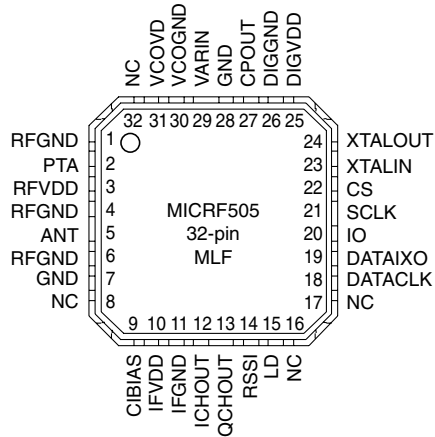 NC
VCOVD
VCOGND
VARIN
GND
CPOUT
DIGGND
DIGVDD
32 31 30 29 28 27 26 25
RFGND 1
PTA 2
RFVDD 3
RFGND 4
ANT 5
RFGND 6
GND 7
NC 8
MICRF505
32-pin
MLF
24 XTALOUT
23 XTALIN
22 CS
21 SCLK
20 IO
19 DATAIXO
18 DATACLK
17 NC
9 10 11 12 13 14 15 16
CIBIAS
IFVDD
IFGND
ICHOUT
QCHOUT
RSSI
LD
NC